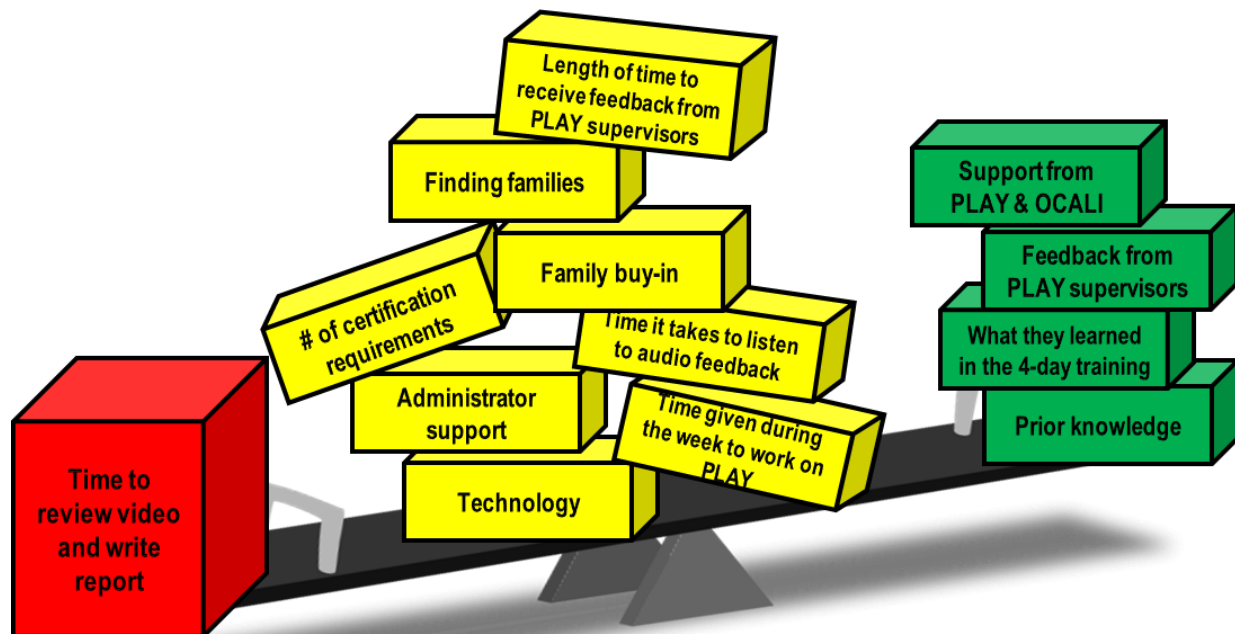 Length of time to
receive feedback from
PLAY supervisors
Finding families
Family buy-in
# of certification
requirements
Time it takes to listen
to audio feedback
Administrator
support
Time given during
the week to work on
PLAY
Technology
Time to
review video
and write
report
Support from
PLAY & OCALI
Feedback from
PLAY supervisors
What they learned
in the 4-day training
Prior knowledge